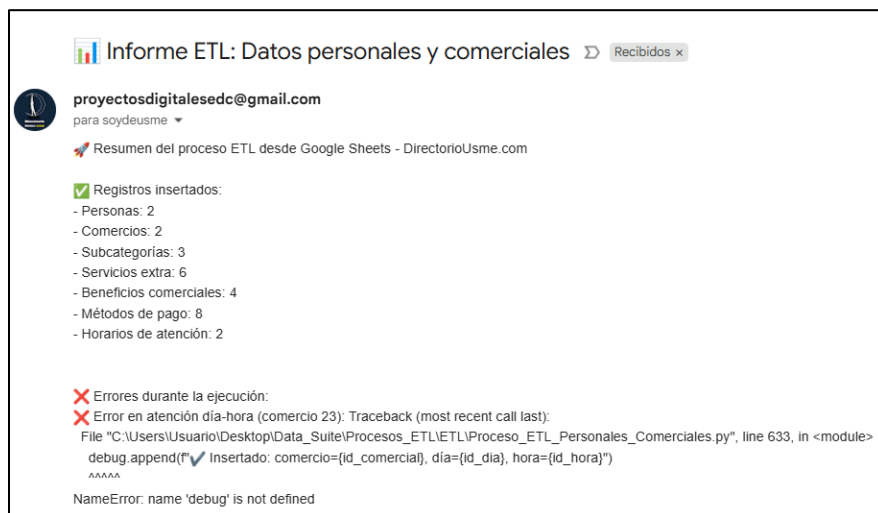 📊 Informe ETL: Datos personales y comerciales Recibidos ×
proyectosdigitalesedc@gmail.com
para soydeusme
🚀 Resumen del proceso ETL desde Google Sheets - DirectorioUsme.com
✅ Registros insertados:
- Personas: 2
- Comercios: 2
- Subcategorías: 3
- Servicios extra: 6
- Beneficios comerciales: 4
- Métodos de pago: 8
- Horarios de atención: 2
❌ Errores durante la ejecución:
❌ Error en atención día-hora (comercio 23): Traceback (most recent call last):
File "C:\Users\Usuario\Desktop\Data_Suite\Procesos_ETL\ETL\Proceso_ETL_Personales_Comerciales.py", line 633, in <module>
debug.append(f"✔ Insertado: comercio={id_comercial}, día={id_dia}, hora={id_hora}")
^^^^^
NameError: name 'debug' is not defined